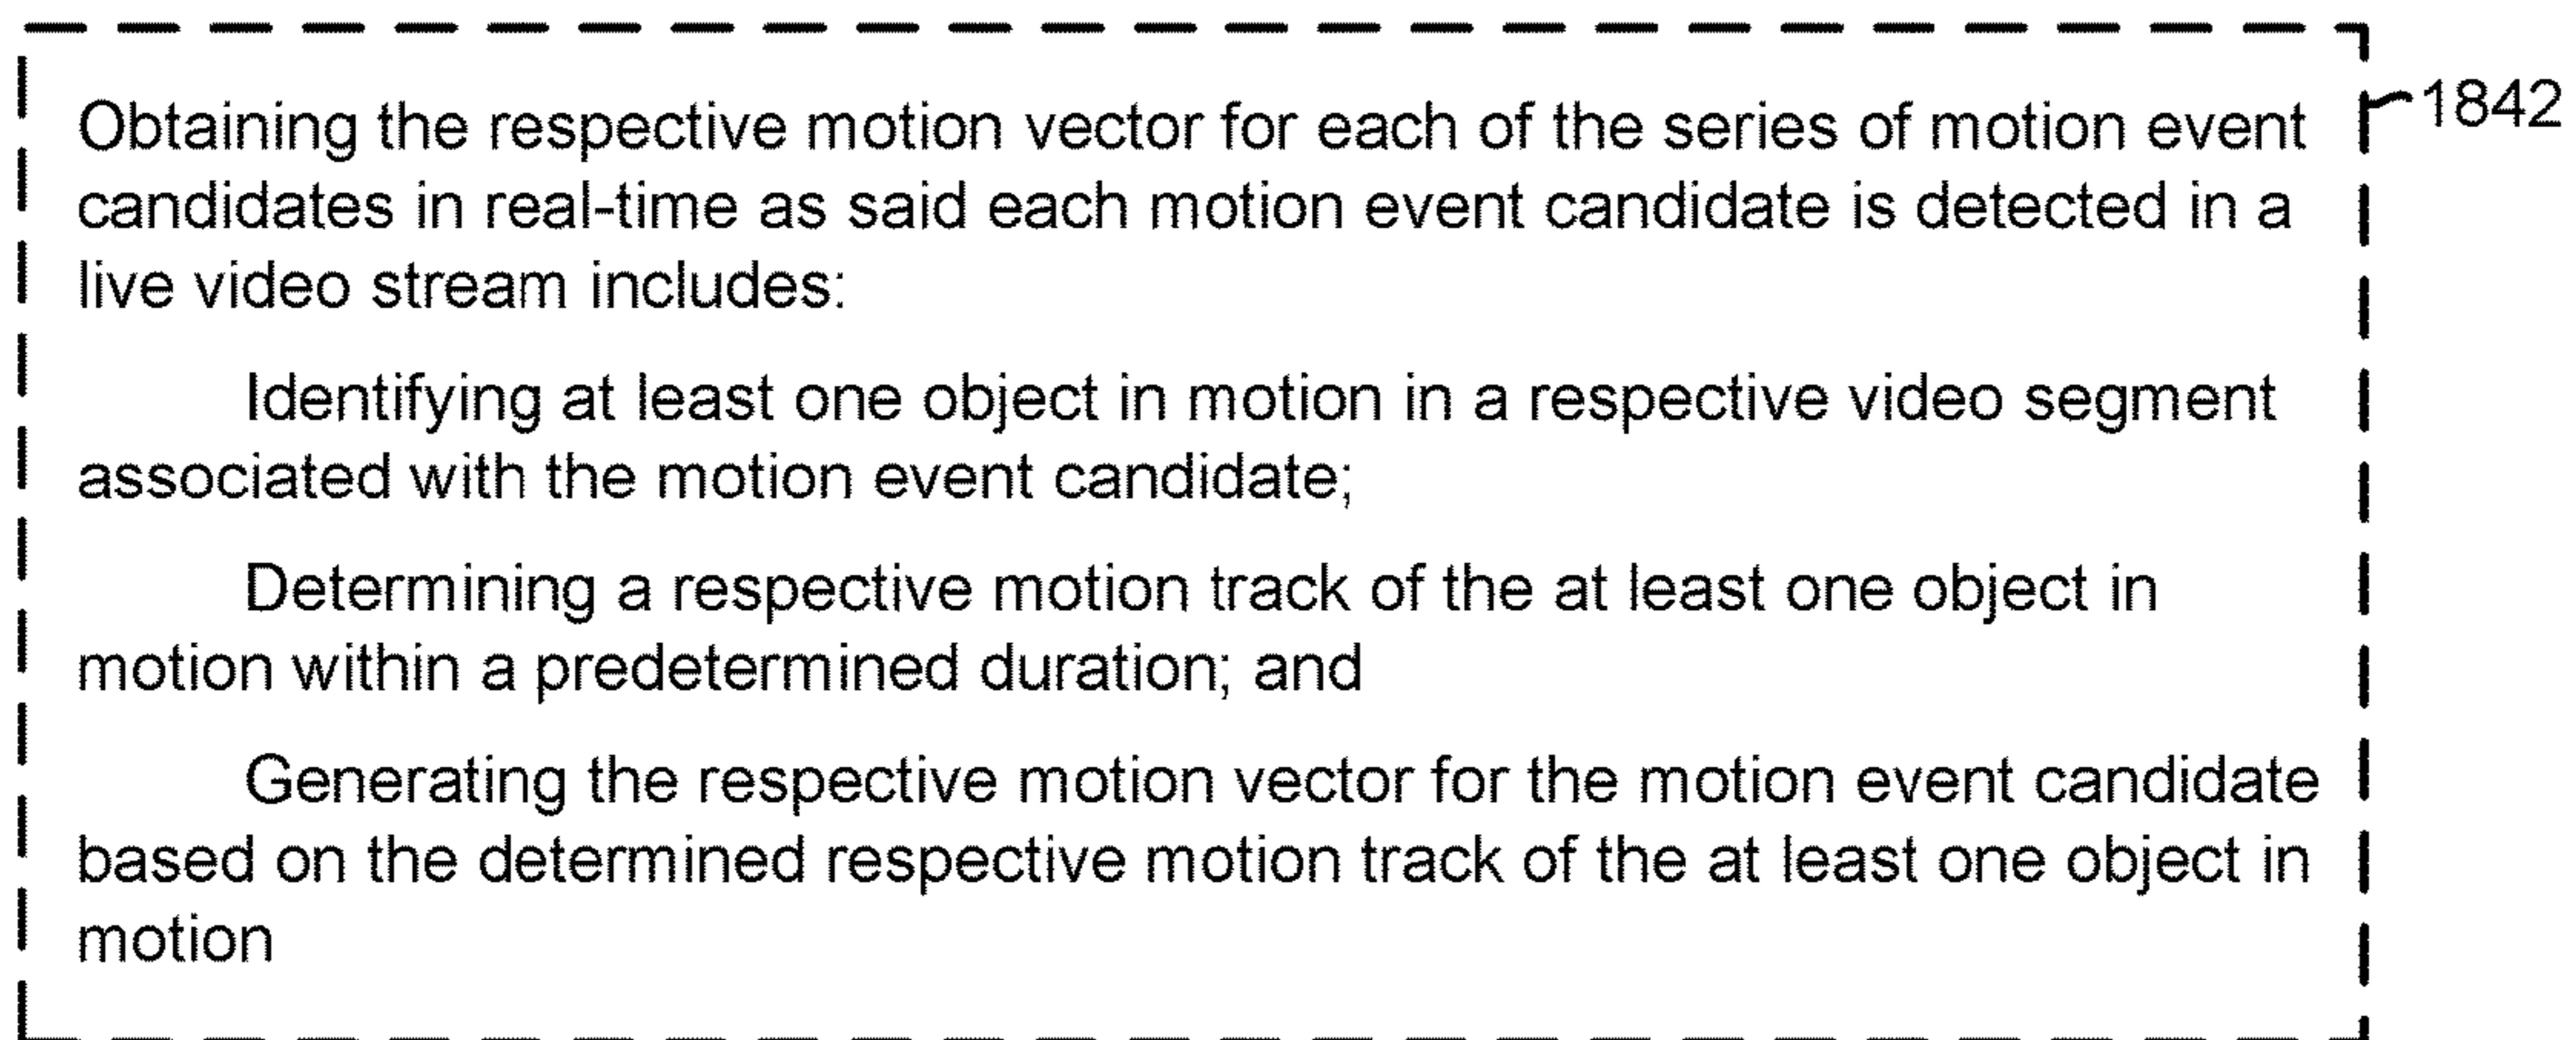 Obtaining the respective motion vector for each of the series of motion event
candidates in real-time as said each motion event candidate is detected in a
live video stream includes:
Identifying at least one object in motion in a respective video segment
associated with the motion event candidate;
Determining a respective motion track of the at least one object in
motion within a predetermined duration; and
Generating the respective motion vector for the motion event candidate
based on the determined respective motion track of the at least one object in
motion
1842